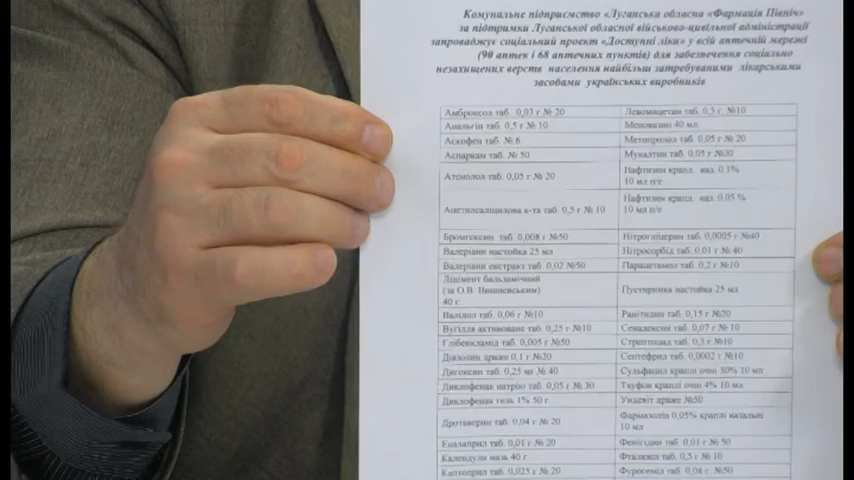 Комунальне підприємство «Луганська обласна «Фармація Північ»
за підтримки Луганської обласної військово-цивільної адміністрації
запроваджує соціальний проект «Доступні ліки» у всій аптечній мережі
(90 аптек і 68 аптечних пунктів) для забезпечення соціально
незахищених верств населення найбільш затребуваними лікарськими
засобами українських виробників
Амброксол таб. 0,03 г № 20
Левоміцетин таб. 0,5 г. №10
Анальгін таб. 0,5 г № 10
Меновазин 40 мл
Аскофен таб. № 6
Метопролол таб. 0,05 г № 20
Аспаркам таб. № 50
Мукалтин таб. 0,05 г №30
Атенолол таб. 0,05 г № 20
Нафтизин крапл. наз. 0.1%
10 мл п/е
Ацетилсаліцилова к-та таб. 0,5 г № 10
Нафтизин крапл. наз. 0.05 %
10 мл п/е
Бромгексин таб. 0,008 г №50
Нітрогліцерин таб. 0,0005 г №40
Валеріани настойка 25 мл
Нітросорбід таб. 0,01 г № 40
Валеріани екстракт таб. 0,02 №50
Парацетамол таб. 0,2 г №10
Лінімент бальзамічний
(за О.В. Вишневським)
40 г.
Пустирника настойка 25 мл
Валідол таб. 0,06 г №10
Ранітидин таб. 0,15 г №20
Вугілля активоване таб. 0,25 г №10
Сенадексин таб. 0,07 г № 10
Глібенкламід таб. 0,005 г №50
Стрептоцид таб. 0,3 г №10
Діазолін драже 0,1 г №20
Септефрил таб. 0,0002 г №10
Дигоксин таб. 0,25 мг № 40
Сульфацил краплі очні 30% 10 мл
Диклофенак натрію таб. 0,05 г № 30
Тауфон краплі очні 4% 10 мл
Диклофенак гель 1% 50 г.
Ундевіт драже №50
Дротаверин таб. 0,04 г № 20
Фармазолін 0,05% краплі назальні
10 мл
Еналаприл таб. 0,01 г № 20
Фенігідин таб. 0,01 г № 50
Календули мазь 40 г.
Фталазол таб. 0,5 г № 10
Каптоприл таб. 0,025 г № 20
Фуросемід таб. 0,04 г. №50